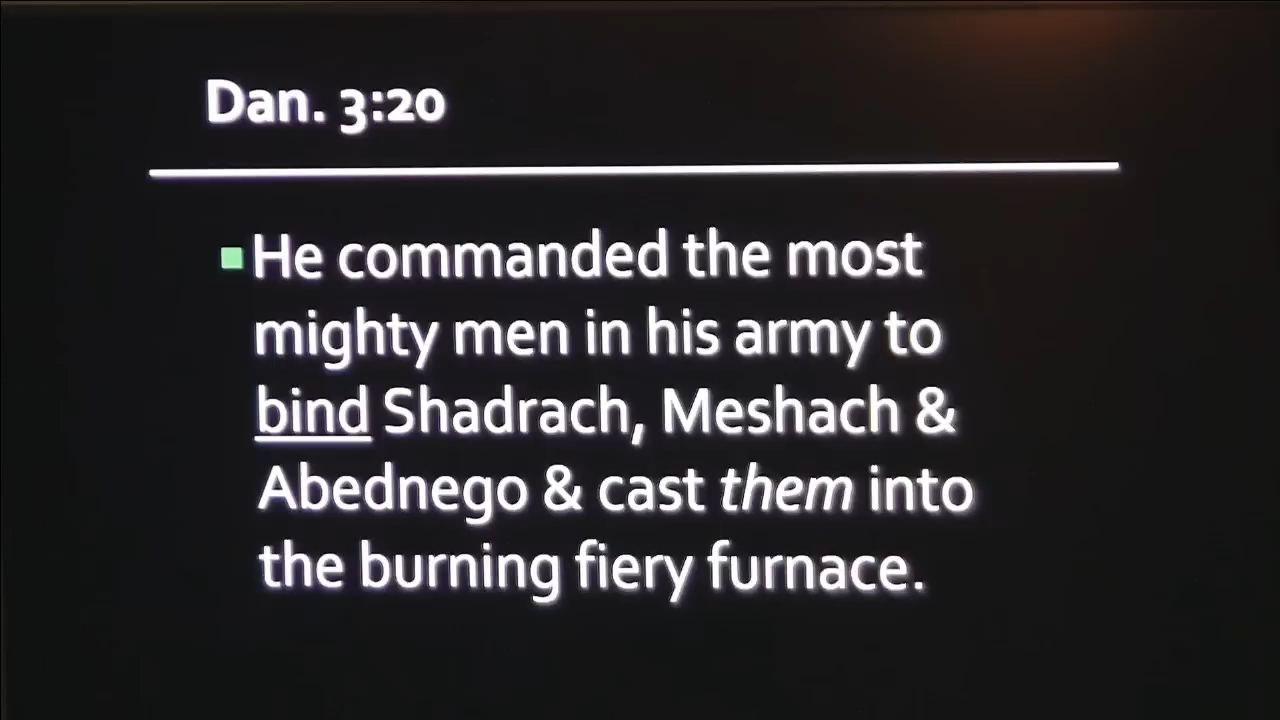 Dan. 3:20
▪He commanded the most
mighty men in his army to
bind Shadrach, Meshach &
Abednego & cast them into
the burning fiery furnace.